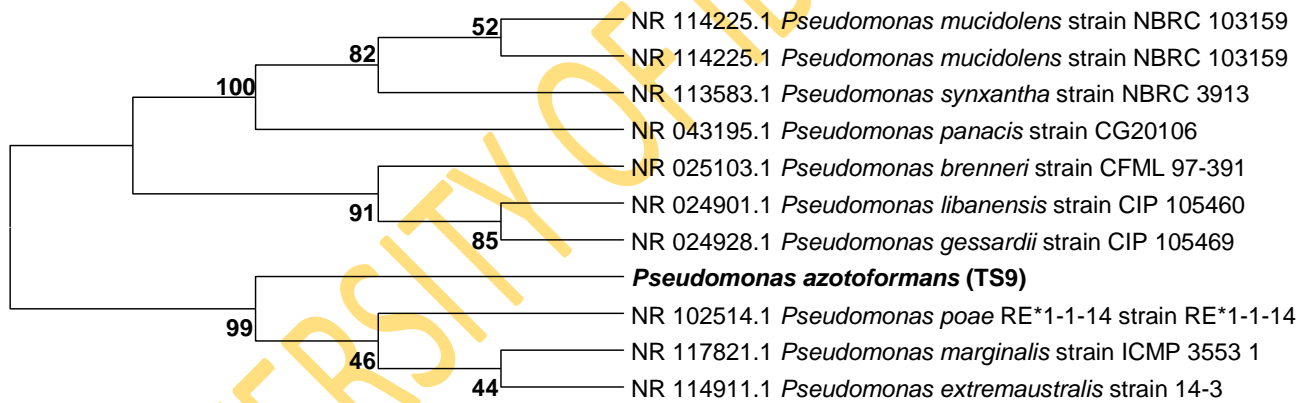 52 NR 114225.1 Pseudomonas mucidolens strain NBRC 103159
82 NR 114225.1 Pseudomonas mucidolens strain NBRC 103159
100 NR 113583.1 Pseudomonas synxantha strain NBRC 3913
NR 043195.1 Pseudomonas panacis strain CG20106
NR 025103.1 Pseudomonas brenneri strain CFML 97-391
91 NR 024901.1 Pseudomonas libanensis strain CIP 105460
85 NR 024928.1 Pseudomonas gessardii strain CIP 105469
Pseudomonas azotoformans (TS9)
99 NR 102514.1 Pseudomonas poae RE*1-1-14 strain RE*1-1-14
46 NR 117821.1 Pseudomonas marginalis strain ICMP 3553 1
44 NR 114911.1 Pseudomonas extremaustralis strain 14-3
ERSITY OF